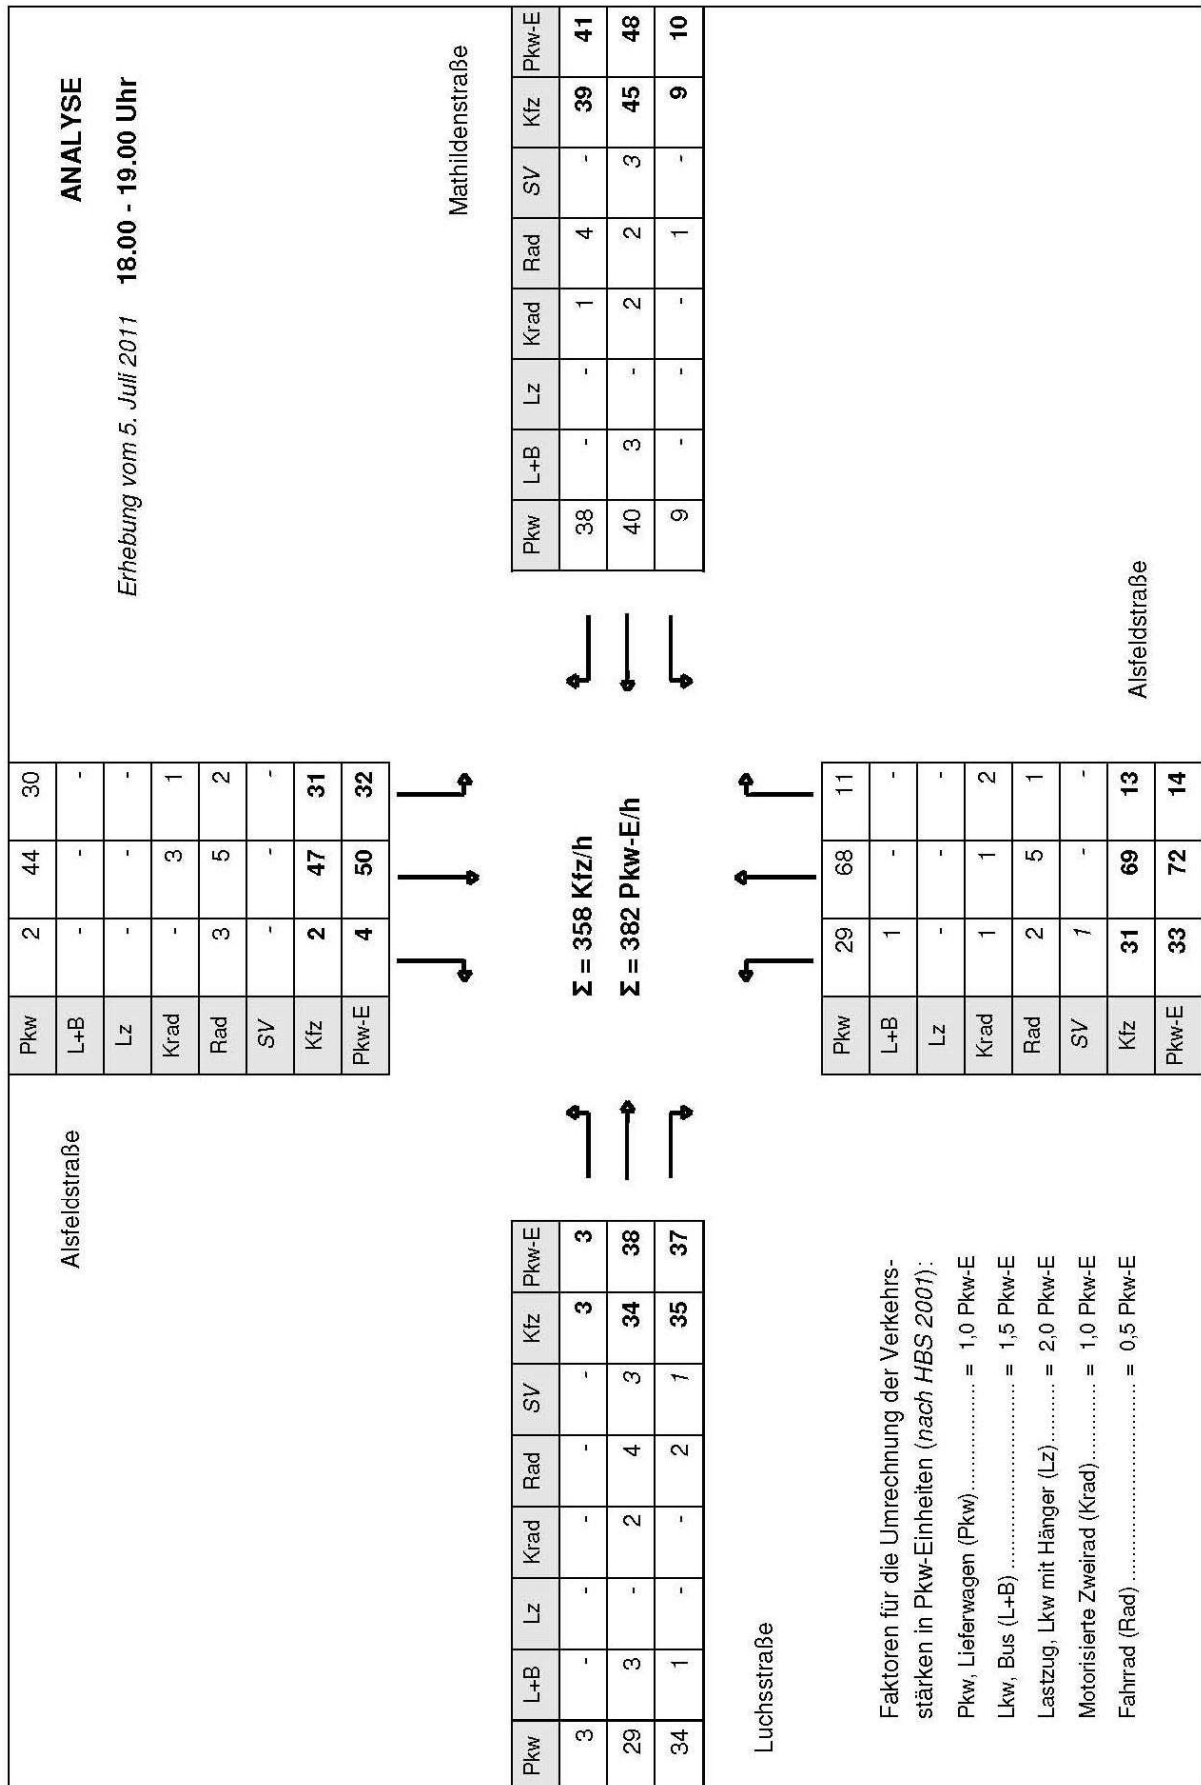 Pkw 2 44 30
ANALYSE
Alsfeldstraße
L+B - - -
Erhebung vom 5. Juli 2011 18.00 - 19.00 Uhr
Lz - - -
Krad - 3 1
Rad 3 5 2
SV - - -
Kfz 2 47 31
Pkw-E 4 50 32
Mathildenstraße
Pkw L+B Lz Krad Rad SV Kfz Pkw-E
3 - - - - - 3 3
29 3 - 2 4 3 34 38
34 1 - - 2 1 35 37
Σ = 358 Kfz/h
Σ = 382 Pkw-E/h
Pkw L+B Lz Krad Rad SV Kfz Pkw-E
38 - - 1 4 - 39 41
40 3 - 2 2 3 45 48
9 - - - 1 - 9 10
Luchsstraße
Pkw 29 68 11
L+B 1 - -
Lz - - -
Krad 1 1 2
Rad 2 5 1
SV 1 - -
Kfz 31 69 13
Pkw-E 33 72 14
Alsfeldstraße
Faktoren für die Umrechnung der Verkehrs-
stärken in Pkw-Einheiten (nach HBS 2001):
Pkw, Lieferwagen (Pkw).................. = 1,0 Pkw-E
Lkw, Bus (L+B) .............................. = 1,5 Pkw-E
Lastzug, Lkw mit Hänger (Lz).......... = 2,0 Pkw-E
Motorisierte Zweirad (Krad)............. = 1,0 Pkw-E
Fahrrad (Rad)................................. = 0,5 Pkw-E